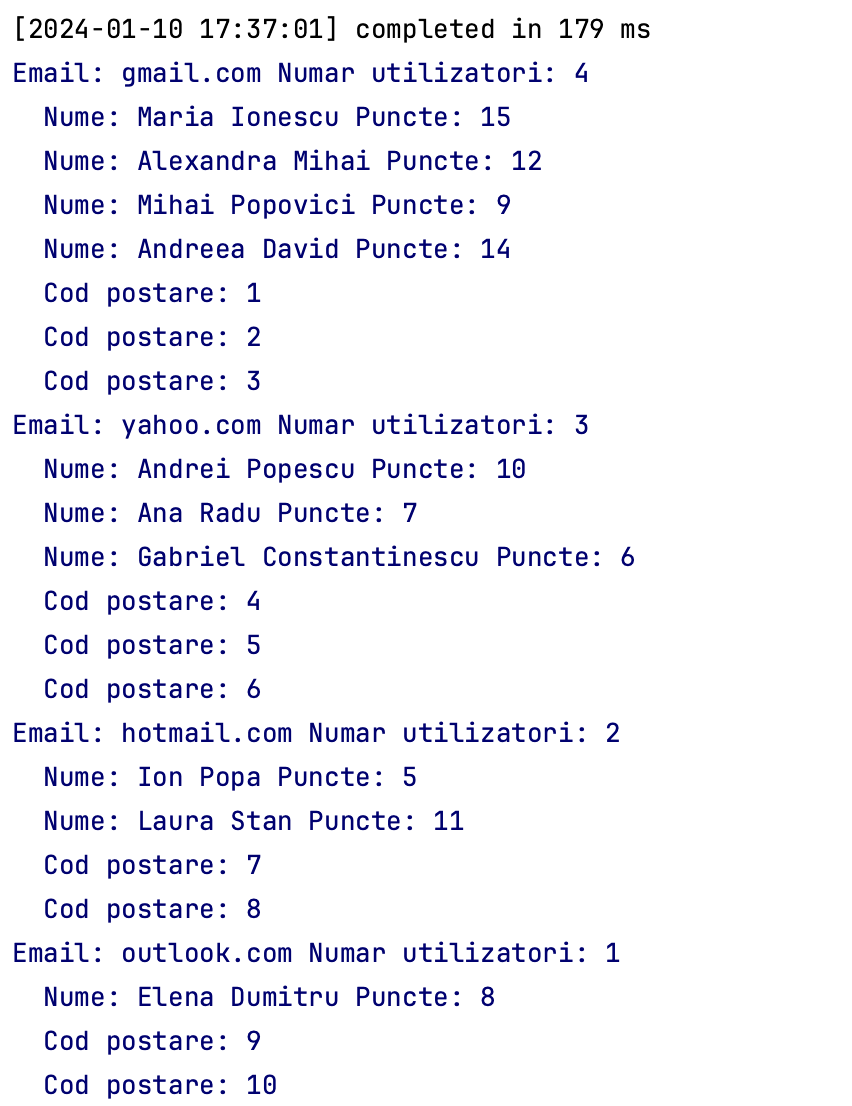 [2024-01-10 17:37:01] completed in 179 ms
Email: gmail.com Numar utilizatori: 4
  Nume: Maria Ionescu Puncte: 15
  Nume: Alexandra Mihai Puncte: 12
  Nume: Mihai Popovici Puncte: 9
  Nume: Andreea David Puncte: 14
  Cod postare: 1
  Cod postare: 2
  Cod postare: 3
Email: yahoo.com Numar utilizatori: 3
  Nume: Andrei Popescu Puncte: 10
  Nume: Ana Radu Puncte: 7
  Nume: Gabriel Constantinescu Puncte: 6
  Cod postare: 4
  Cod postare: 5
  Cod postare: 6
Email: hotmail.com Numar utilizatori: 2
  Nume: Ion Popa Puncte: 5
  Nume: Laura Stan Puncte: 11
  Cod postare: 7
  Cod postare: 8
Email: outlook.com Numar utilizatori: 1
  Nume: Elena Dumitru Puncte: 8
  Cod postare: 9
  Cod postare: 10